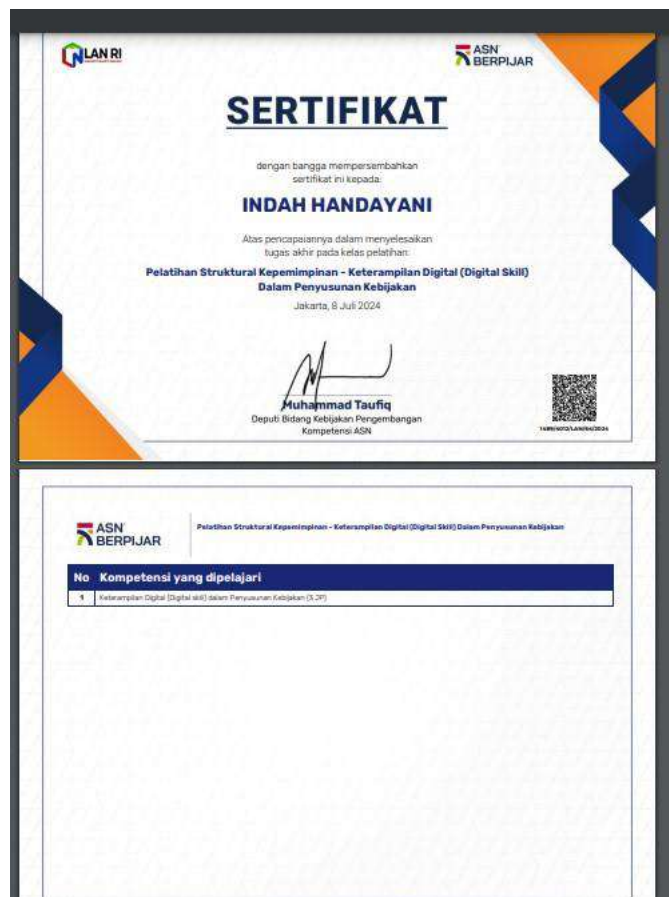 LAN RI
ASN
BERPIJAR
SERTIFIKAT
dengan bangga mempersembahkan
sertifikat ini kepada:
INDAH HANDAYANI
Atas pencapaiannya dalam menyelesaikan
tugas akhir pada kelas pelatihan:
Pelatihan Struktural Kepemimpinan - Keterampilan Digital (Digital Skill)
Dalam Penyusunan Kebijakan
Jakarta, 8 Juli 2024
Muhammad Taufiq
Deputi Bidang Kebijakan Pengembangan
Kompetensi ASN
ASN
BERPIJAR
Pelatihan Struktural Kepemimpinan - Keterampilan Digital (Digital Skill) Dalam Penyusunan Kebijakan
No Kompetensi yang dipelajari
1 Keterampilan Digital (Digital skill) dalam Penyusunan Kebijakan (3 JP)